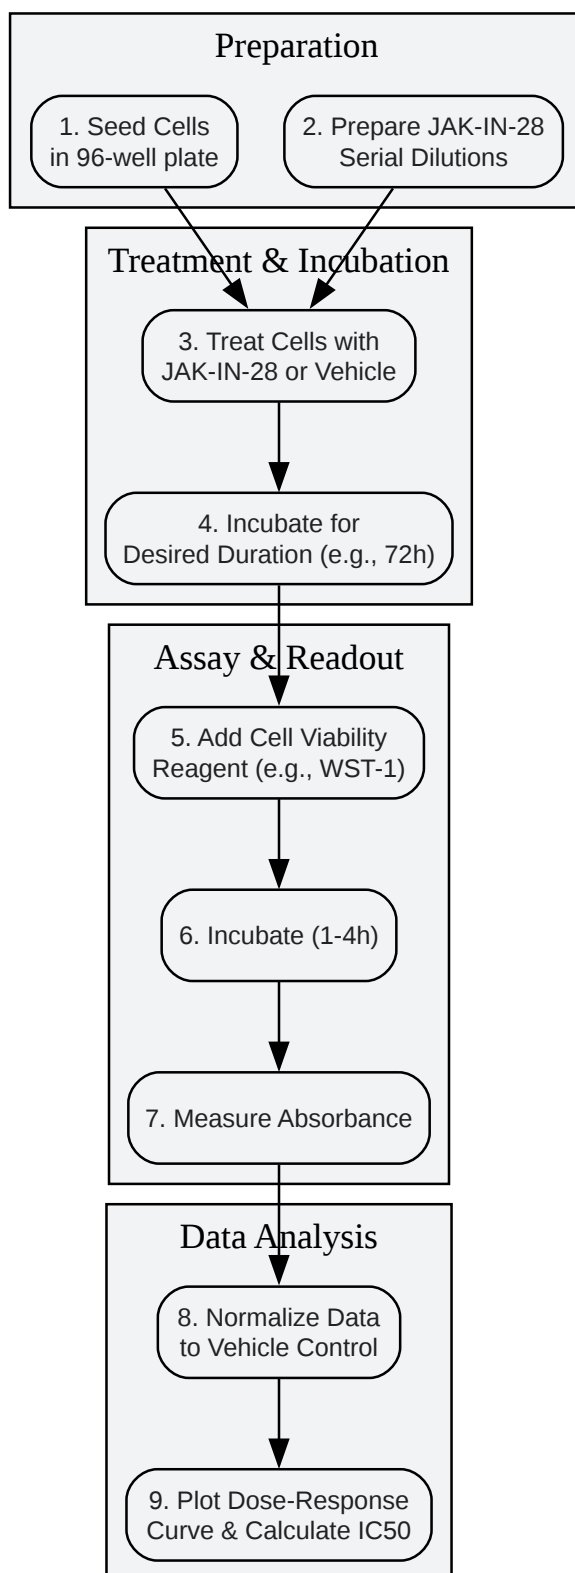 Preparation
1. Seed Cells
in 96-well plate
2. Prepare JAK-IN-28
Serial Dilutions
Treatment & Incubation
3. Treat Cells with
JAK-IN-28 or Vehicle
4. Incubate for
Desired Duration (e.g., 72h)
Assay & Readout
5. Add Cell Viability
Reagent (e.g., WST-1)
6. Incubate (1-4h)
7. Measure Absorbance
Data Analysis
8. Normalize Data
to Vehicle Control
9. Plot Dose-Response
Curve & Calculate IC50